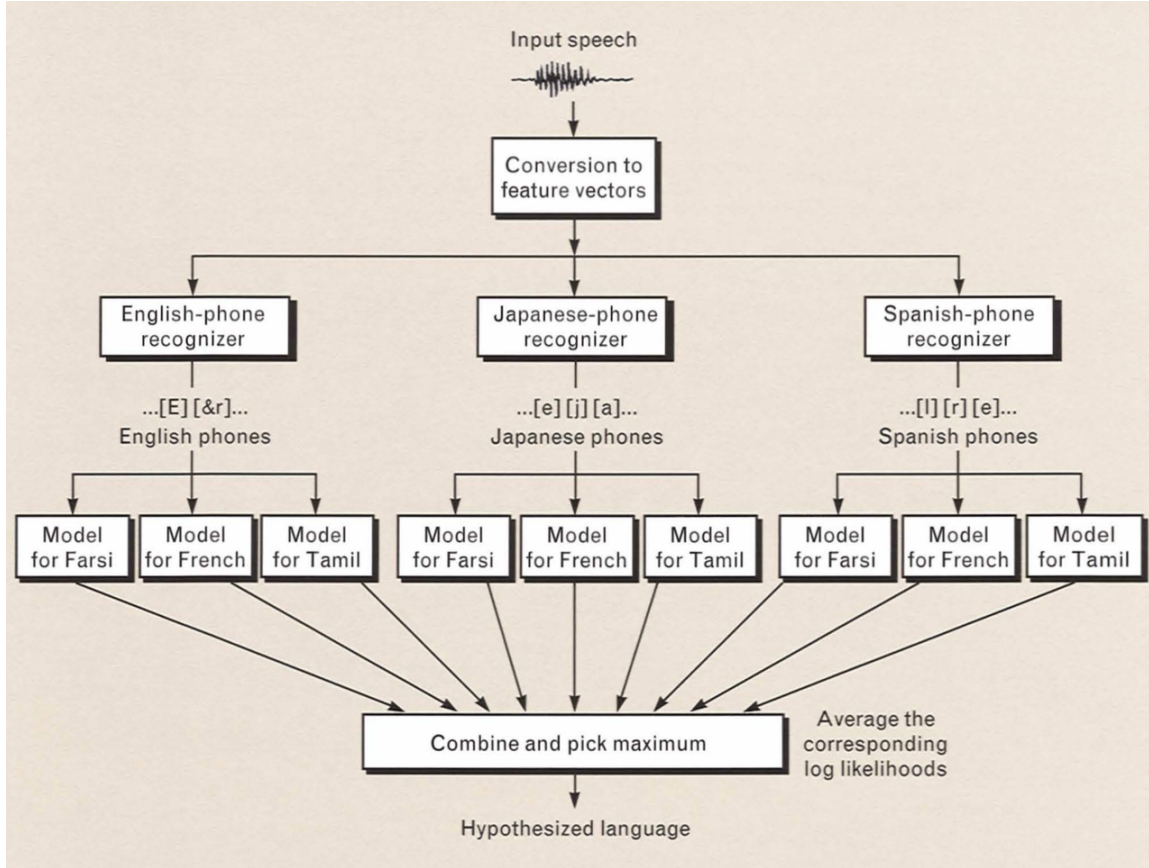 Input speech
Conversion to
feature vectors
English-phone
recognizer
Japanese-phone
recognizer
Spanish-phone
recognizer
...[E] [&r]...
English phones
...[e] [j] [a]...
Japanese phones
...[l] [r] [e]...
Spanish phones
Model
for Farsi
Model
for French
Model
for Tamil
Model
for Farsi
Model
for French
Model
for Tamil
Model
for Farsi
Model
for French
Model
for Tamil
Combine and pick maximum
Average the
corresponding
log likelihoods
Hypothesized language